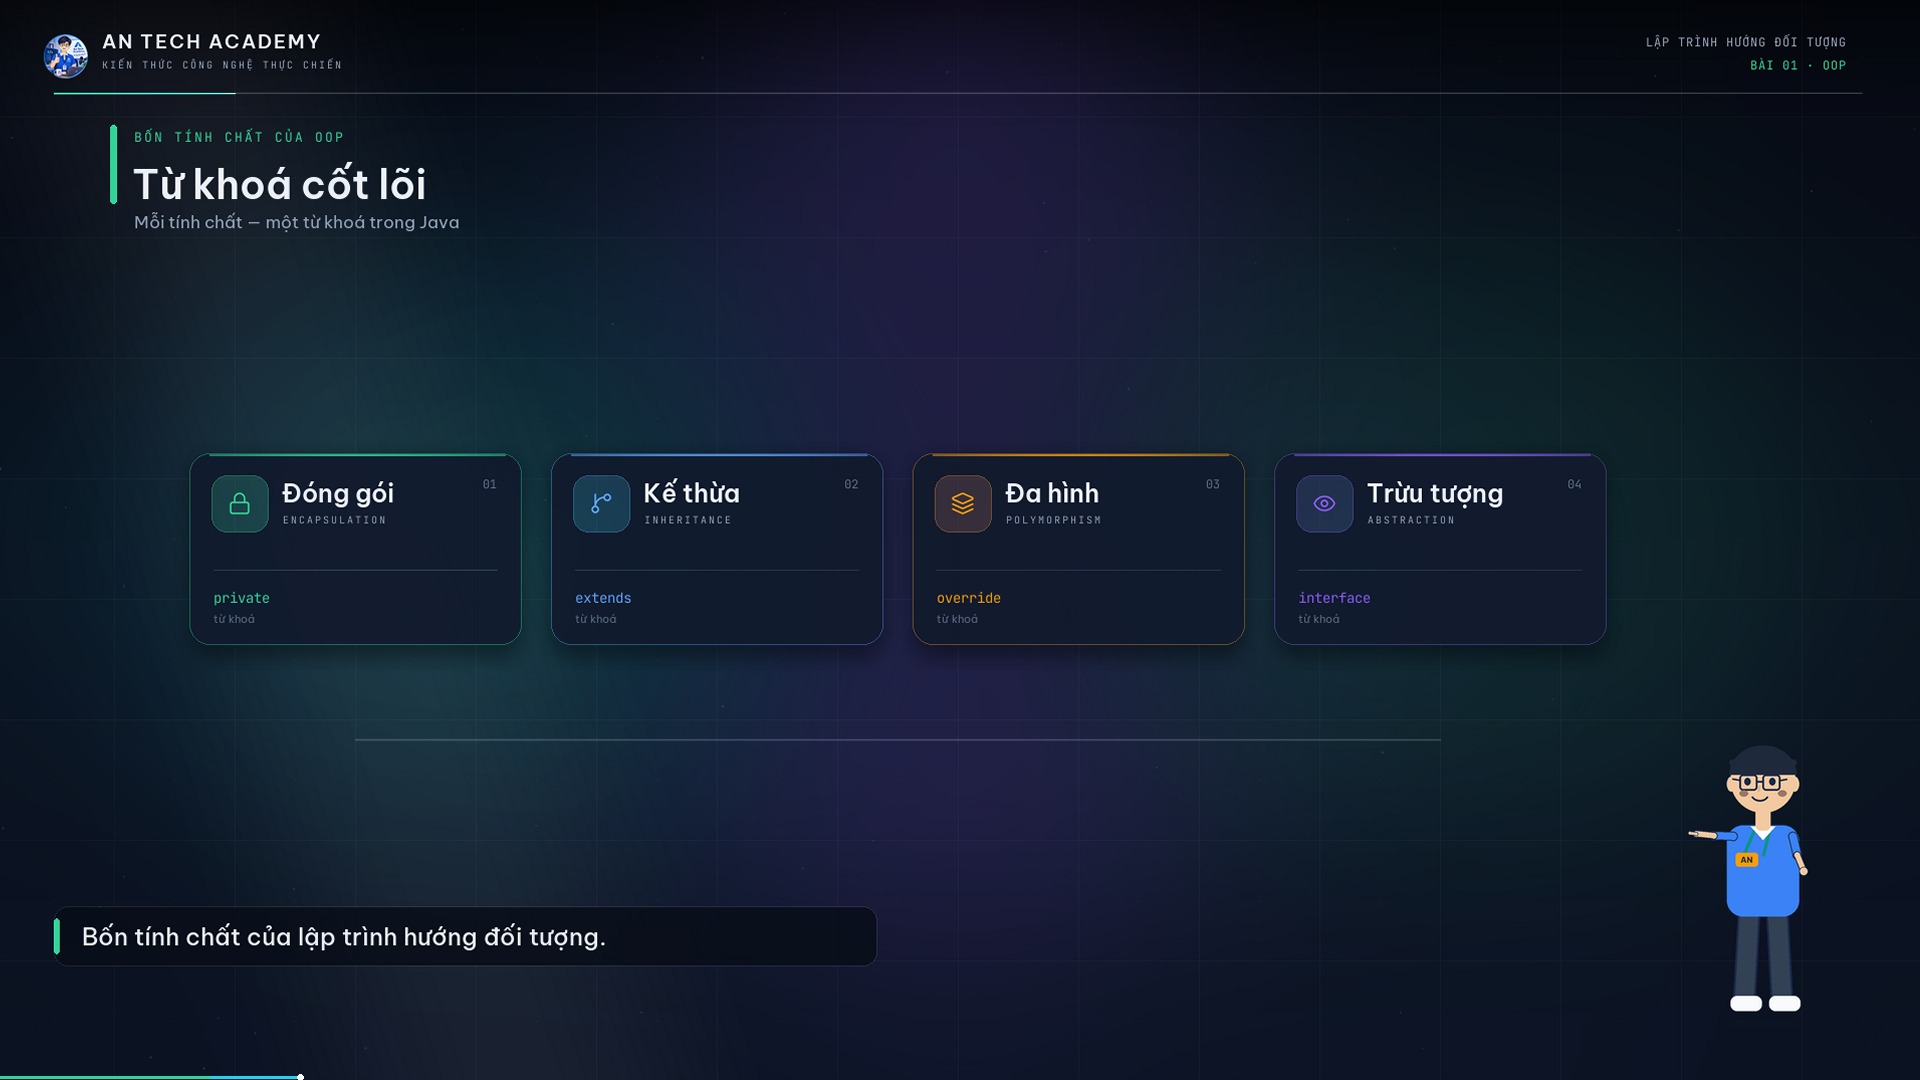 AN TECH ACADEMY
KIẾN THỨC CÔNG NGHỆ THỰC CHIẾN
LẬP TRÌNH HƯỚNG ĐỐI TƯỢNG
BÀI 01 · OOP
BỐN TÍNH CHẤT CỦA OOP
Từ khoá cốt lõi
Mỗi tính chất — một từ khoá trong Java
Đóng gói
01
ENCAPSULATION
private
từ khoá
Kế thừa
02
INHERITANCE
extends
từ khoá
Đa hình
03
POLYMORPHISM
override
từ khoá
Trừu tượng
04
ABSTRACTION
interface
từ khoá
AN
Bốn tính chất của lập trình hướng đối tượng.